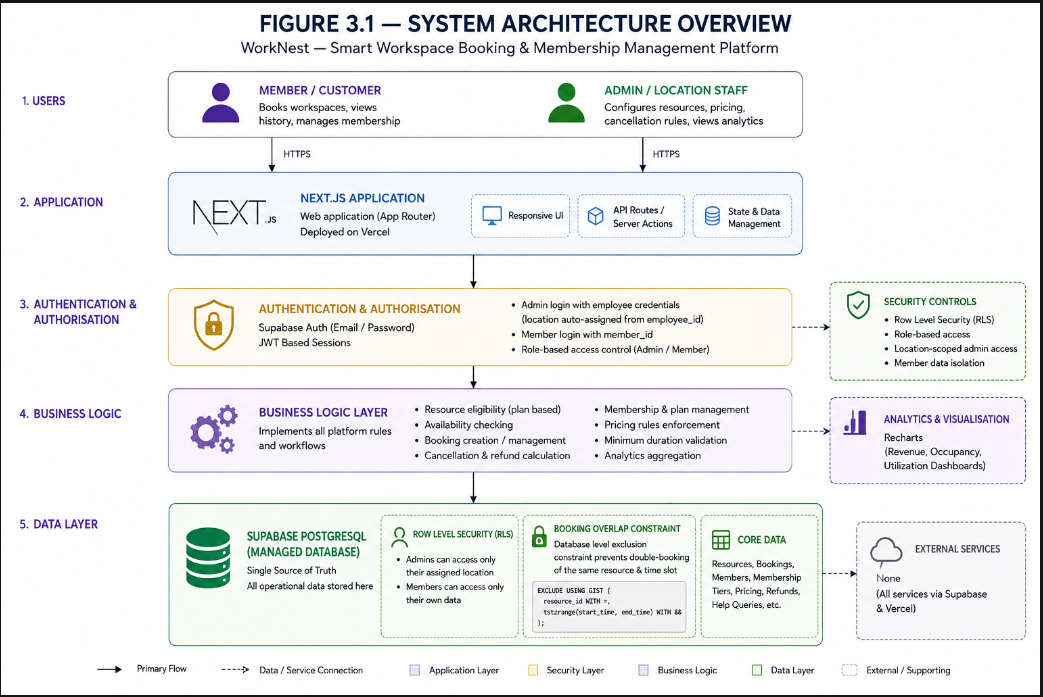 FIGURE 3.1 — SYSTEM ARCHITECTURE OVERVIEW
WorkNest — Smart Workspace Booking & Membership Management Platform
1. USERS
MEMBER / CUSTOMER
Books workspaces, views
history, manages membership
ADMIN / LOCATION STAFF
Configures resources, pricing,
cancellation rules, views analytics
HTTPS
HTTPS
2. APPLICATION
NEXT.JS
NEXT.JS APPLICATION
Web application (App Router)
Deployed on Vercel
Responsive UI
API Routes /
Server Actions
State & Data
Management
3. AUTHENTICATION &
AUTHORISATION
AUTHENTICATION & AUTHORISATION
Supabase Auth (Email / Password)
JWT Based Sessions
• Admin login with employee credentials
(location auto-assigned from employee_id)
• Member login with member_id
• Role-based access control (Admin / Member)
SECURITY CONTROLS
• Row Level Security (RLS)
• Role-based access
• Location-scoped admin access
• Member data isolation
4. BUSINESS LOGIC
BUSINESS LOGIC LAYER
Implements all platform rules
and workflows
• Resource eligibility (plan based)
• Availability checking
• Booking creation / management
• Cancellation & refund calculation
• Membership & plan management
• Pricing rules enforcement
• Minimum duration validation
• Analytics aggregation
ANALYTICS & VISUALISATION
Recharts
(Revenue, Occupancy,
Utilization Dashboards)
5. DATA LAYER
SUPABASE POSTGRESQL
(MANAGED DATABASE)
Single Source of Truth
All operational data stored here
ROW LEVEL SECURITY (RLS)
• Admins can access only
their assigned location
• Members can access only
their own data
BOOKING OVERLAP CONSTRAINT
Database level exclusion
constraint prevents double-booking
of the same resource & time slot
EXCLUDE USING GIST (
resource_id WITH =,
tstzrange(start_time, end_time) WITH &&
);
CORE DATA
Resources, Bookings,
Members, Membership
Tiers, Pricing, Refunds,
Help Queries, etc.
EXTERNAL SERVICES
None
(All services via Supabase
& Vercel)
Primary Flow
Data / Service Connection
Application Layer
Security Layer
Business Logic
Data Layer
External / Supporting